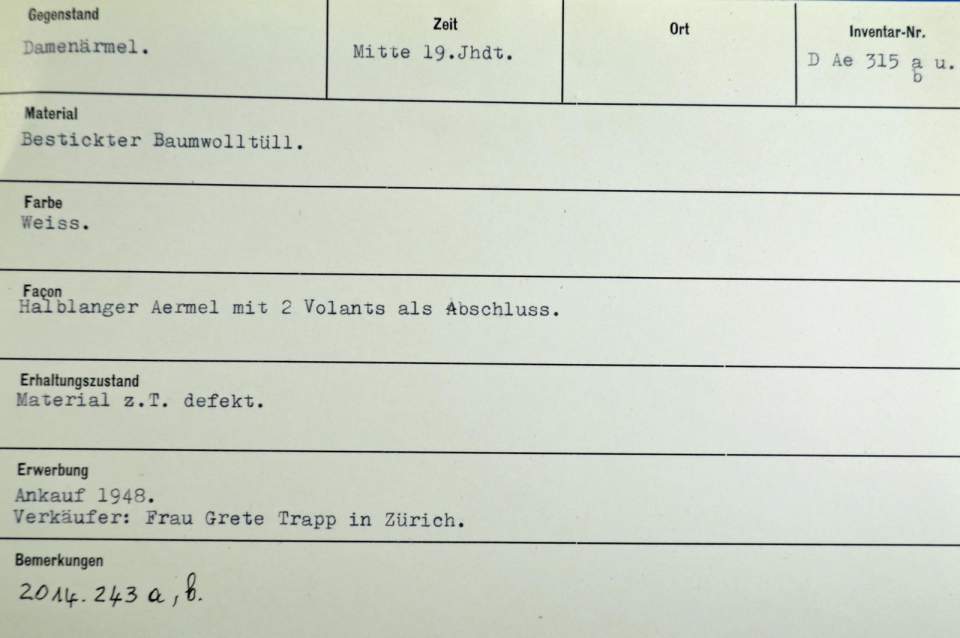 Gegenstand
Damenärmel.
Zeit
Mitte 19.Jhdt.
Ort
Inventar-Nr.
D Ae 315 a u.
b
Material
Bestickter Baumwolltüll.
Farbe
Weiss.
Façon
Halblanger Aermel mit 2 Volants als Abschluss.
Erhaltungszustand
Material z.T. defekt.
Erwerbung
Ankauf 1948.
Verkäufer: Frau Grete Trapp in Zürich.
Bemerkungen
2014.243 a, b.